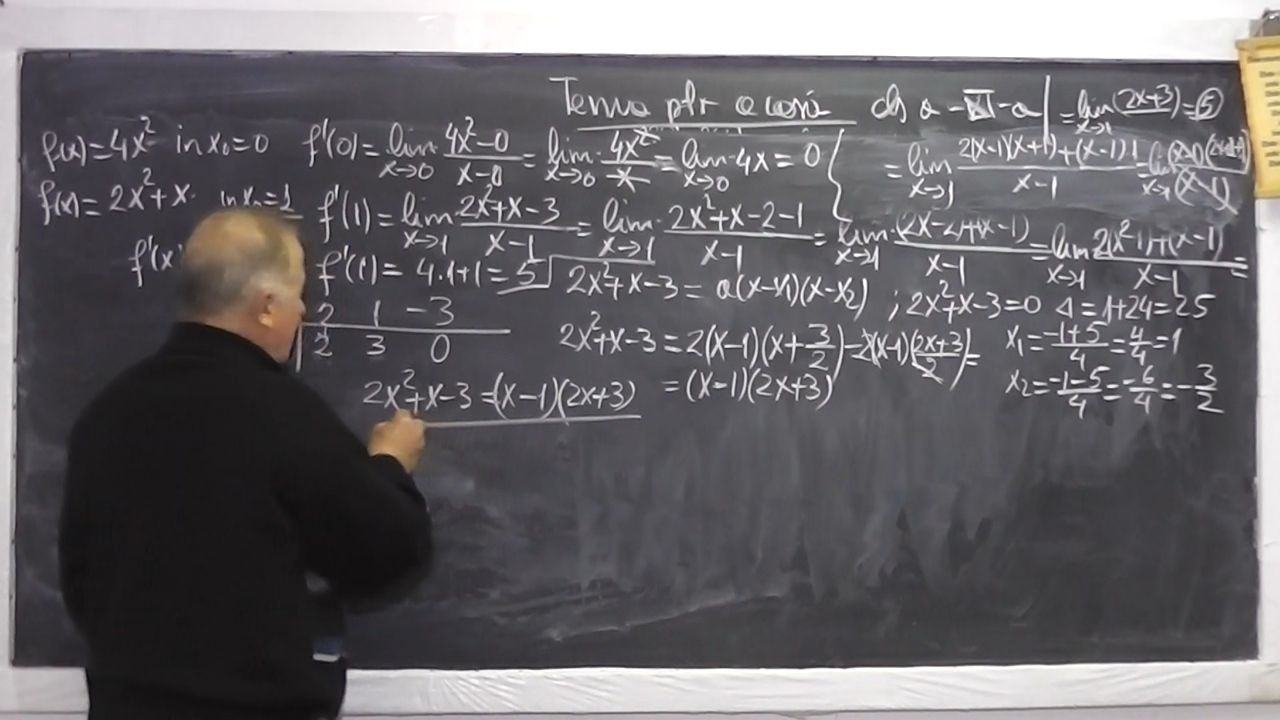 Tema ptr acasă cls a - XI - a
= lim x→1 (2x+3) = 5
f(x) = 4x² in x₀=0 f'(0) = lim x→0 4x²-0 / x-0 = lim x→0 4x² / x = lim x→0 4x = 0
= lim x→1 2(x-1)(x+1)+(x-1)1 / x-1 = lim x→1
f(x) = 2x²+x in x₀=1 f'(1) = lim x→1 2x²+x-3 / x-1 = lim x→1 2x²+x-2-1 / x-1 = lim x→1 (2x²-2)+(x-1) / x-1 = lim x→1 2(x²-1)+(x-1) / x-1 =
f'(x) f'(1) = 4·1+1 = 5 2x²+x-3 = a(x-x₁)(x-x₂) ; 2x²+x-3=0 Δ = 1+24 = 25
2 1 -3
1 2 3 0
2x²+x-3 = 2(x-1)(x+3/2) = 2(x-1)(2x+3)/2 = x₁ = -1+5 / 4 = 4/4 = 1
2x²+x-3 = (x-1)(2x+3) = (x-1)(2x+3) x₂ = -1-5 / 4 = -6/4 = -3/2